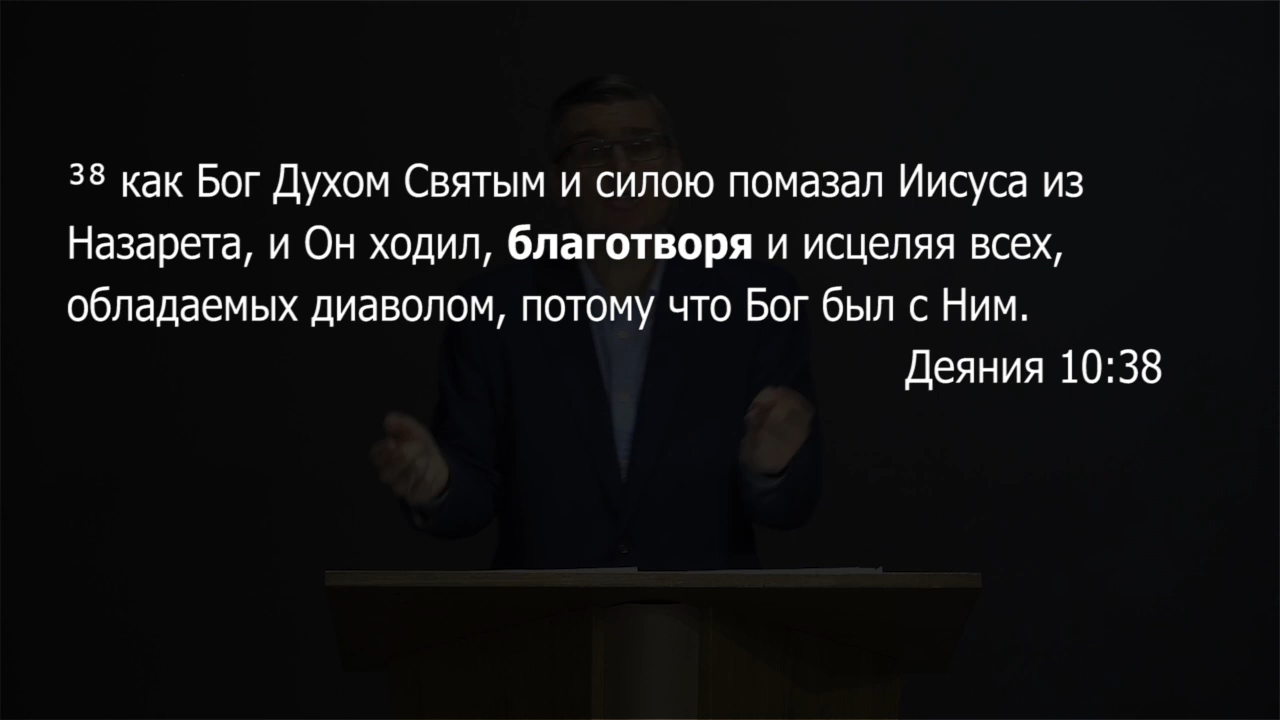 ³⁸ как Бог Духом Святым и силою помазал Иисуса из
Назарета, и Он ходил, благотворя и исцеляя всех,
обладаемых диаволом, потому что Бог был с Ним.
Деяния 10:38